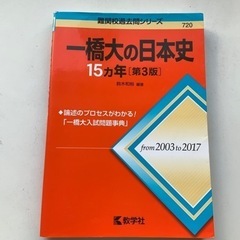 難関校過去問シリーズ
720
一橋大の日本史
15カ年[第3版]
◆論述のプロセスがわかる!
「一橋大入試問題事典」
from 2003 to 2017
教学社